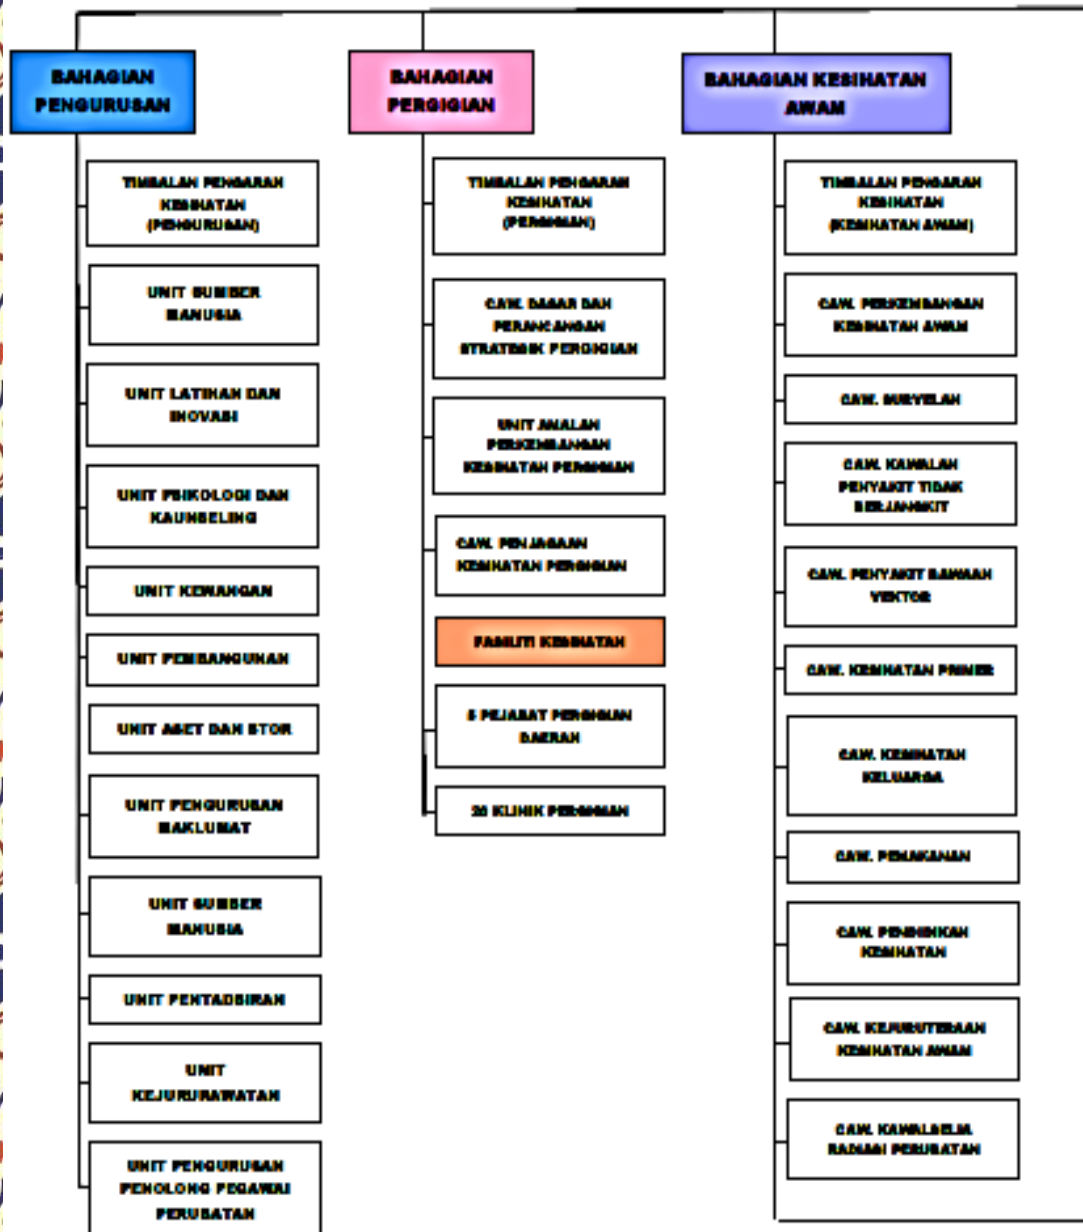 BAHAGIAN
PENGURUSAN
TIMBALAN PENGARAH
KESIHATAN
(PENGURUSAN)
UNIT SUMBER
MANUSIA
UNIT LATIHAN DAN
INOVASI
UNIT PSIKOLOGI DAN
KAUNSELING
UNIT KEWANGAN
UNIT PEMBANGUNAN
UNIT ASET DAN STOR
UNIT PENGURUSAN
MAKLUMAT
UNIT SUMBER
MANUSIA
UNIT PENTADBIRAN
UNIT
KEJURURAWATAN
UNIT PENGURUSAN
PENOLONG PEGAWAI
PERUBATAN
BAHAGIAN
PERGIGIAN
TIMBALAN PENGARAH
KESIHATAN
(PERGIGIAN)
CAW. DASAR DAN
PERANCANGAN
STRATEGIK PERGIGIAN
UNIT AMALAN
PERKEMBANGAN
KESIHATAN PERGIGIAN
CAW. PENJAGAAN
KESIHATAN PERGIGIAN
FASILITI KESIHATAN
PEJABAT PERGIGIAN
DAERAH
KLINIK PERGIGIAN
BAHAGIAN KESIHATAN
AWAM
TIMBALAN PENGARAH
KESIHATAN
(KESIHATAN AWAM)
CAW. PERKEMBANGAN
KESIHATAN AWAM
CAW. SURVELAN
CAW. KAWALAN
PENYAKIT TIDAK
BERJANGKIT
CAW. PENYAKIT BAWAAN
VEKTOR
CAW. KESIHATAN PRIMER
CAW. KESIHATAN
KELUARGA
CAW. PEMAKANAN
CAW. PENDIDIKAN
KESIHATAN
CAW. KEJURUTERAAN
KESIHATAN AWAM
CAW. KAWALSELIA
RADIASI PERUBATAN